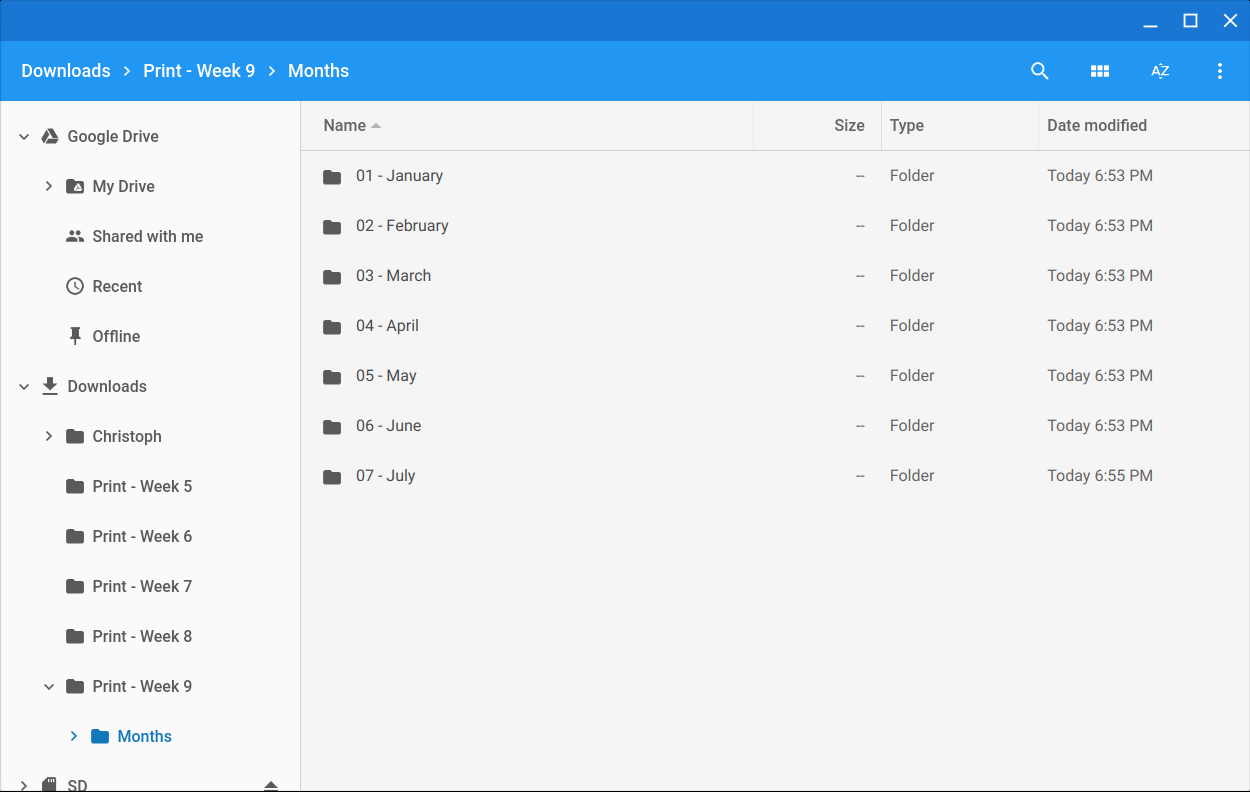 Downloads > Print - Week 9 > Months
AZ
Google Drive
My Drive
Shared with me
Recent
Offline
Downloads
Christoph
Print - Week 5
Print - Week 6
Print - Week 7
Print - Week 8
Print - Week 9
Months
SD
Name Size Type Date modified
01 - January -- Folder Today 6:53 PM
02 - February -- Folder Today 6:53 PM
03 - March -- Folder Today 6:53 PM
04 - April -- Folder Today 6:53 PM
05 - May -- Folder Today 6:53 PM
06 - June -- Folder Today 6:53 PM
07 - July -- Folder Today 6:55 PM